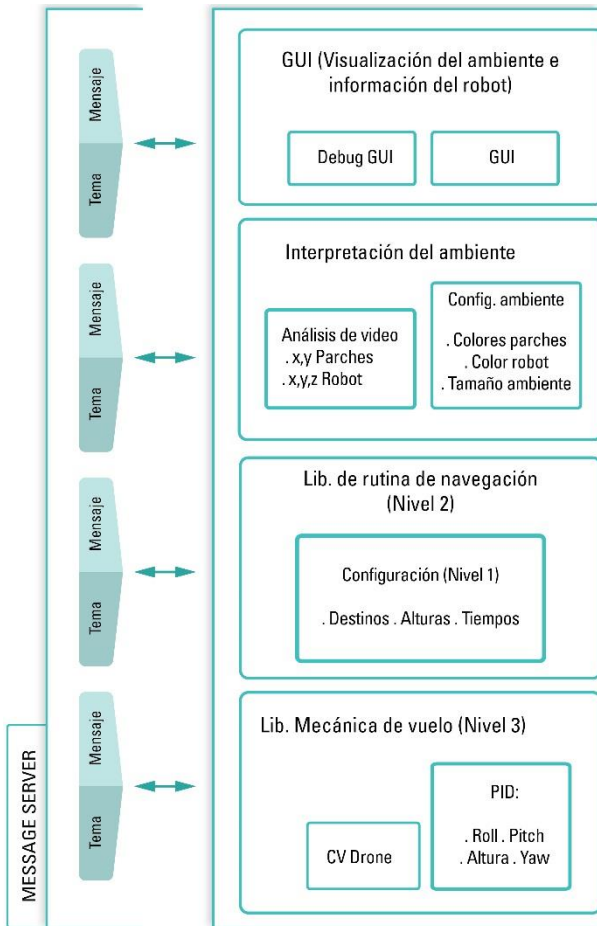 Mensaje
Tema
GUI (Visualización del ambiente e
información del robot)
Debug GUI
GUI
Mensaje
Tema
Interpretación del ambiente
Análisis de video
. x,y Parches
. x,y,z Robot
Config. ambiente
. Colores parches
. Color robot
. Tamaño ambiente
Mensaje
Tema
Lib. de rutina de navegación
(Nivel 2)
Configuración (Nivel 1)
. Destinos . Alturas . Tiempos
MESSAGE SERVER
Mensaje
Tema
Lib. Mecánica de vuelo (Nivel 3)
CV Drone
PID:
. Roll . Pitch
. Altura . Yaw